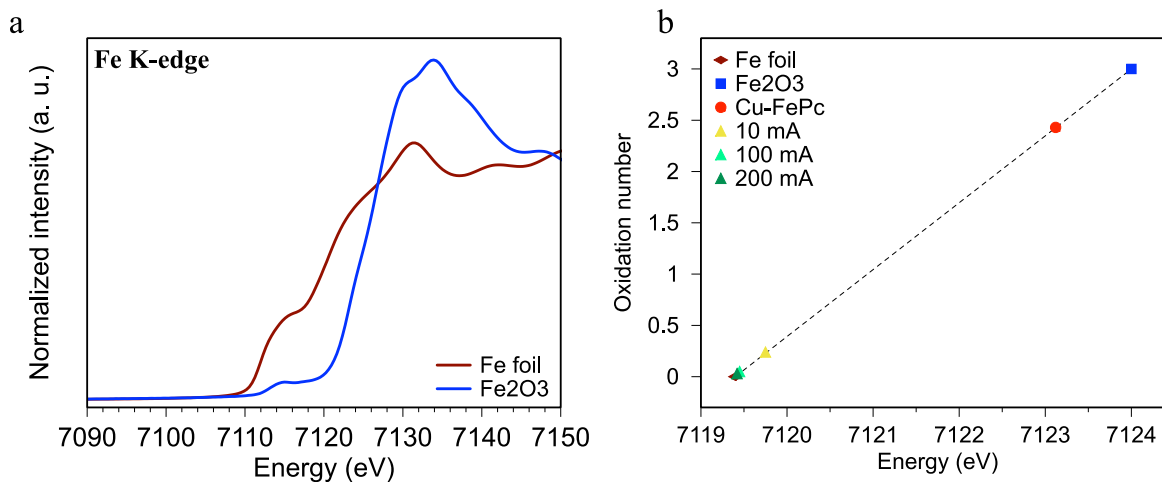 a
Fe K-edge
Normalized intensity (a. u.)
Fe foil
Fe2O3
7090 7100 7110 7120 7130 7140 7150
Energy (eV)
b
Fe foil
Fe2O3
Cu-FePc
10 mA
100 mA
200 mA
Oxidation number
3
2.5
2
1.5
1
0.5
0
7119 7120 7121 7122 7123 7124
Energy (eV)